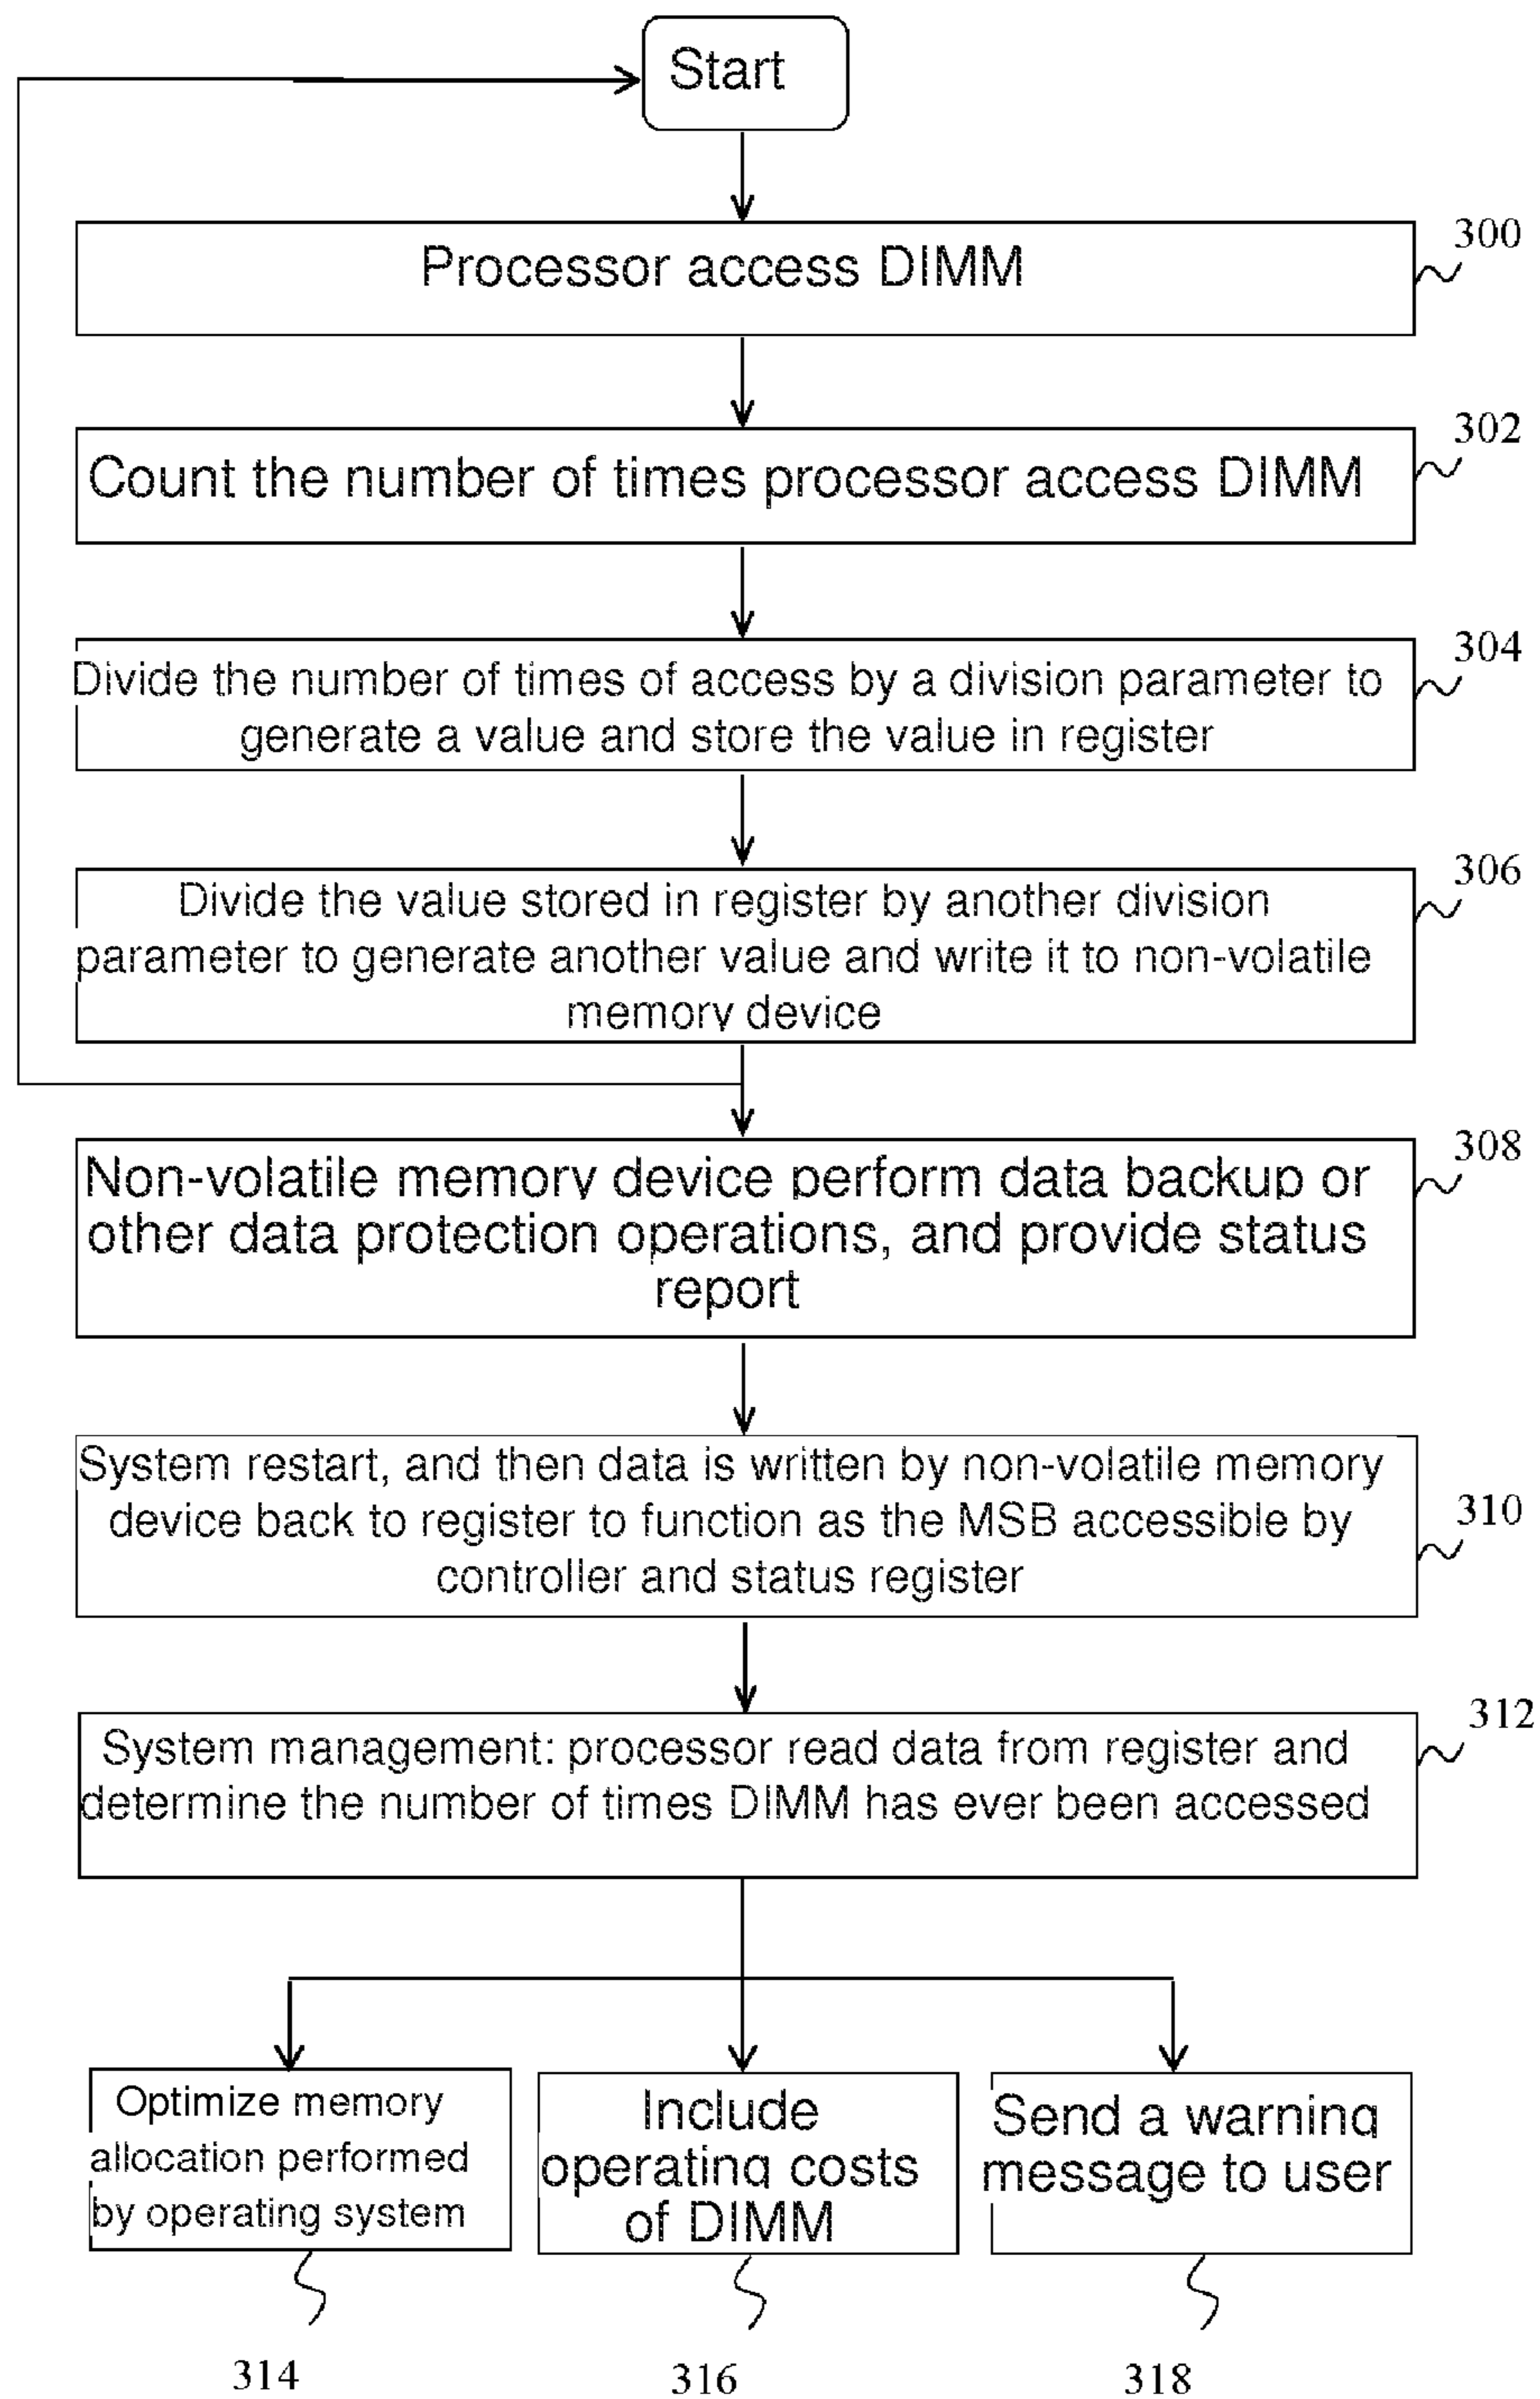 Start
Processor access DIMM
300
Count the number of times processor access DIMM
302
Divide the number of times of access by a division parameter to
generate a value and store the value in register
304
Divide the value stored in register by another division
parameter to generate another value and write it to non-volatile
memory device
306
Non-volatile memory device perform data backup or
other data protection operations, and provide status
report
308
System restart, and then data is written by non-volatile memory
device back to register to function as the MSB accessible by
controller and status register
310
System management: processor read data from register and
determine the number of times DIMM has ever been accessed
312
Optimize memory
allocation performed
by operating system
314
Include
operating costs
of DIMM
316
Send a warning
message to user
318